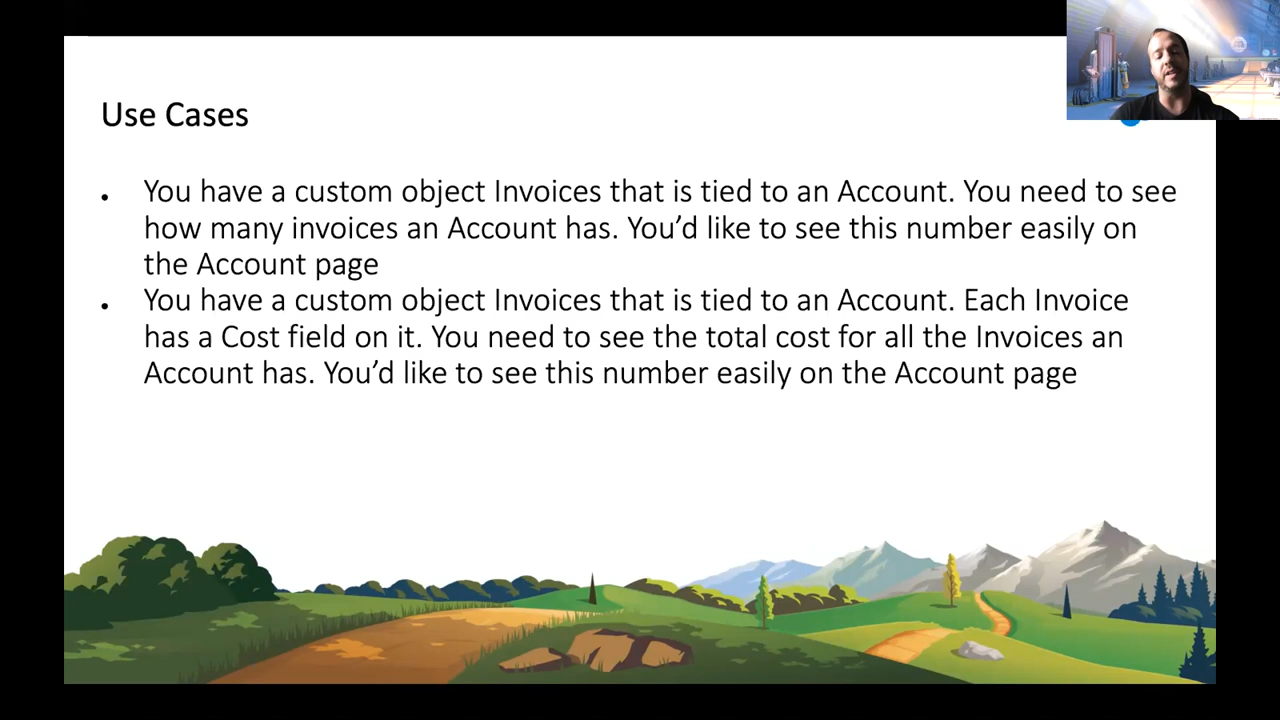 Use Cases
• You have a custom object Invoices that is tied to an Account. You need to see
how many invoices an Account has. You’d like to see this number easily on
the Account page
• You have a custom object Invoices that is tied to an Account. Each Invoice
has a Cost field on it. You need to see the total cost for all the Invoices an
Account has. You’d like to see this number easily on the Account page